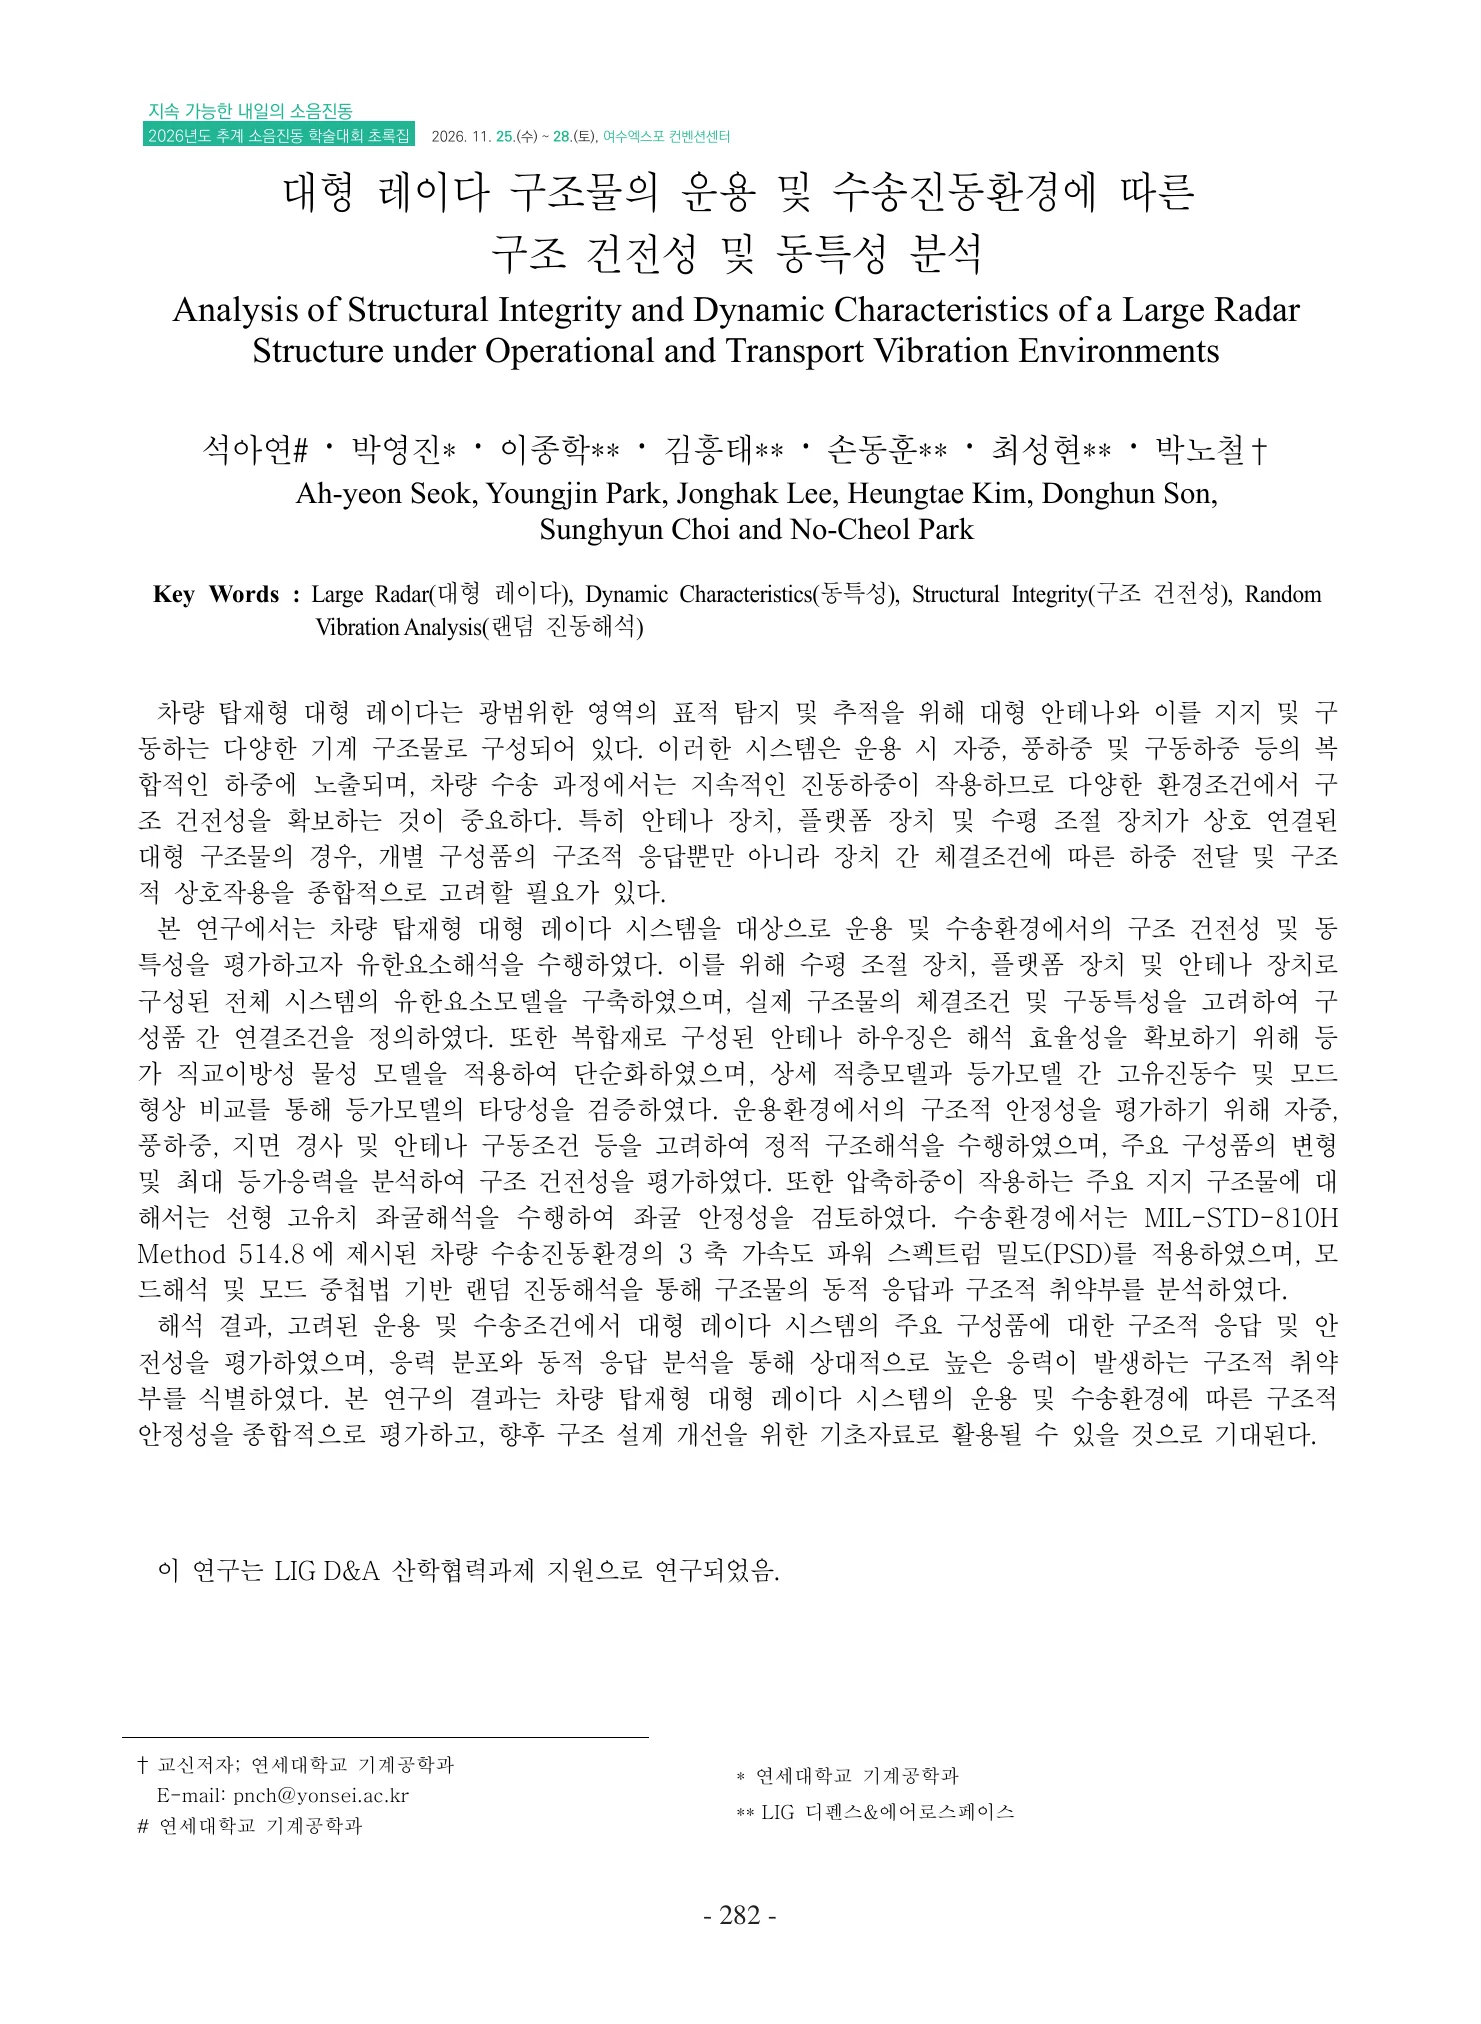 지속 가능한 내일의 소음진동
2026년도 추계 소음진동 학술대회 초록집 2026. 11. 25.(수) ~ 28.(토), 여수엑스포 컨벤션센터
대형 레이다 구조물의 운용 및 수송진동환경에 따른
구조 건전성 및 동특성 분석
Analysis of Structural Integrity and Dynamic Characteristics of a Large Radar
Structure under Operational and Transport Vibration Environments
석아연# · 박영진* · 이종학** · 김흥태** · 손동훈** · 최성현** · 박노철†
Ah-yeon Seok, Youngjin Park, Jonghak Lee, Heungtae Kim, Donghun Son,
Sunghyun Choi and No-Cheol Park
Key Words : Large Radar(대형 레이다), Dynamic Characteristics(동특성), Structural Integrity(구조 건전성), Random
Vibration Analysis(랜덤 진동해석)
차량 탑재형 대형 레이다는 광범위한 영역의 표적 탐지 및 추적을 위해 대형 안테나와 이를 지지 및 구
동하는 다양한 기계 구조물로 구성되어 있다. 이러한 시스템은 운용 시 자중, 풍하중 및 구동하중 등의 복
합적인 하중에 노출되며, 차량 수송 과정에서는 지속적인 진동하중이 작용하므로 다양한 환경조건에서 구
조 건전성을 확보하는 것이 중요하다. 특히 안테나 장치, 플랫폼 장치 및 수평 조절 장치가 상호 연결된
대형 구조물의 경우, 개별 구성품의 구조적 응답뿐만 아니라 장치 간 체결조건에 따른 하중 전달 및 구조
적 상호작용을 종합적으로 고려할 필요가 있다.
본 연구에서는 차량 탑재형 대형 레이다 시스템을 대상으로 운용 및 수송환경에서의 구조 건전성 및 동
특성을 평가하고자 유한요소해석을 수행하였다. 이를 위해 수평 조절 장치, 플랫폼 장치 및 안테나 장치로
구성된 전체 시스템의 유한요소모델을 구축하였으며, 실제 구조물의 체결조건 및 구동특성을 고려하여 구
성품 간 연결조건을 정의하였다. 또한 복합재로 구성된 안테나 하우징은 해석 효율성을 확보하기 위해 등
가 직교이방성 물성 모델을 적용하여 단순화하였으며, 상세 적층모델과 등가모델 간 고유진동수 및 모드
형상 비교를 통해 등가모델의 타당성을 검증하였다. 운용환경에서의 구조적 안정성을 평가하기 위해 자중,
풍하중, 지면 경사 및 안테나 구동조건 등을 고려하여 정적 구조해석을 수행하였으며, 주요 구성품의 변형
및 최대 등가응력을 분석하여 구조 건전성을 평가하였다. 또한 압축하중이 작용하는 주요 지지 구조물에 대
해서는 선형 고유치 좌굴해석을 수행하여 좌굴 안정성을 검토하였다. 수송환경에서는 MIL-STD-810H
Method 514.8에 제시된 차량 수송진동환경의 3축 가속도 파워 스펙트럼 밀도(PSD)를 적용하였으며, 모
드해석 및 모드 중첩법 기반 랜덤 진동해석을 통해 구조물의 동적 응답과 구조적 취약부를 분석하였다.
해석 결과, 고려된 운용 및 수송조건에서 대형 레이다 시스템의 주요 구성품에 대한 구조적 응답 및 안
전성을 평가하였으며, 응력 분포와 동적 응답 분석을 통해 상대적으로 높은 응력이 발생하는 구조적 취약
부를 식별하였다. 본 연구의 결과는 차량 탑재형 대형 레이다 시스템의 운용 및 수송환경에 따른 구조적
안정성을 종합적으로 평가하고, 향후 구조 설계 개선을 위한 기초자료로 활용될 수 있을 것으로 기대된다.
이 연구는 LIG D&A 산학협력과제 지원으로 연구되었음.
† 교신저자; 연세대학교 기계공학과
E-mail: pnch@yonsei.ac.kr
# 연세대학교 기계공학과
* 연세대학교 기계공학과
** LIG 디펜스&에어로스페이스
- 282 -